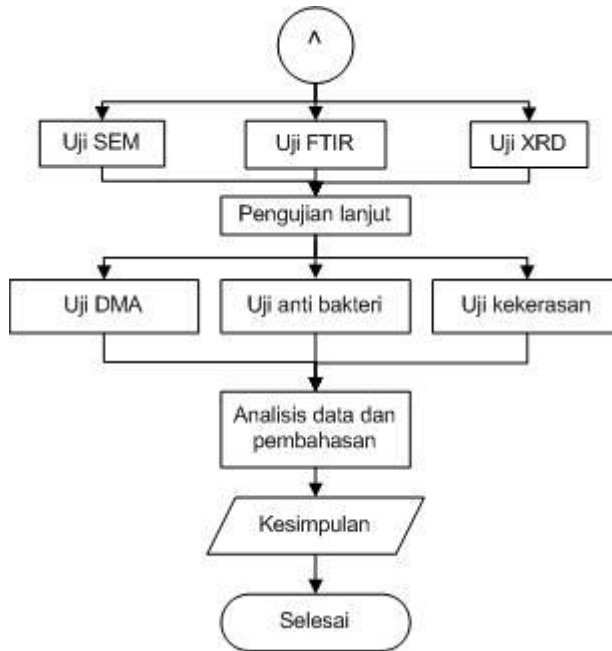 ^
Uji SEM
Uji FTIR
Uji XRD
Pengujian lanjut
Uji DMA
Uji anti bakteri
Uji kekerasan
Analisis data dan
pembahasan
Kesimpulan
Selesai